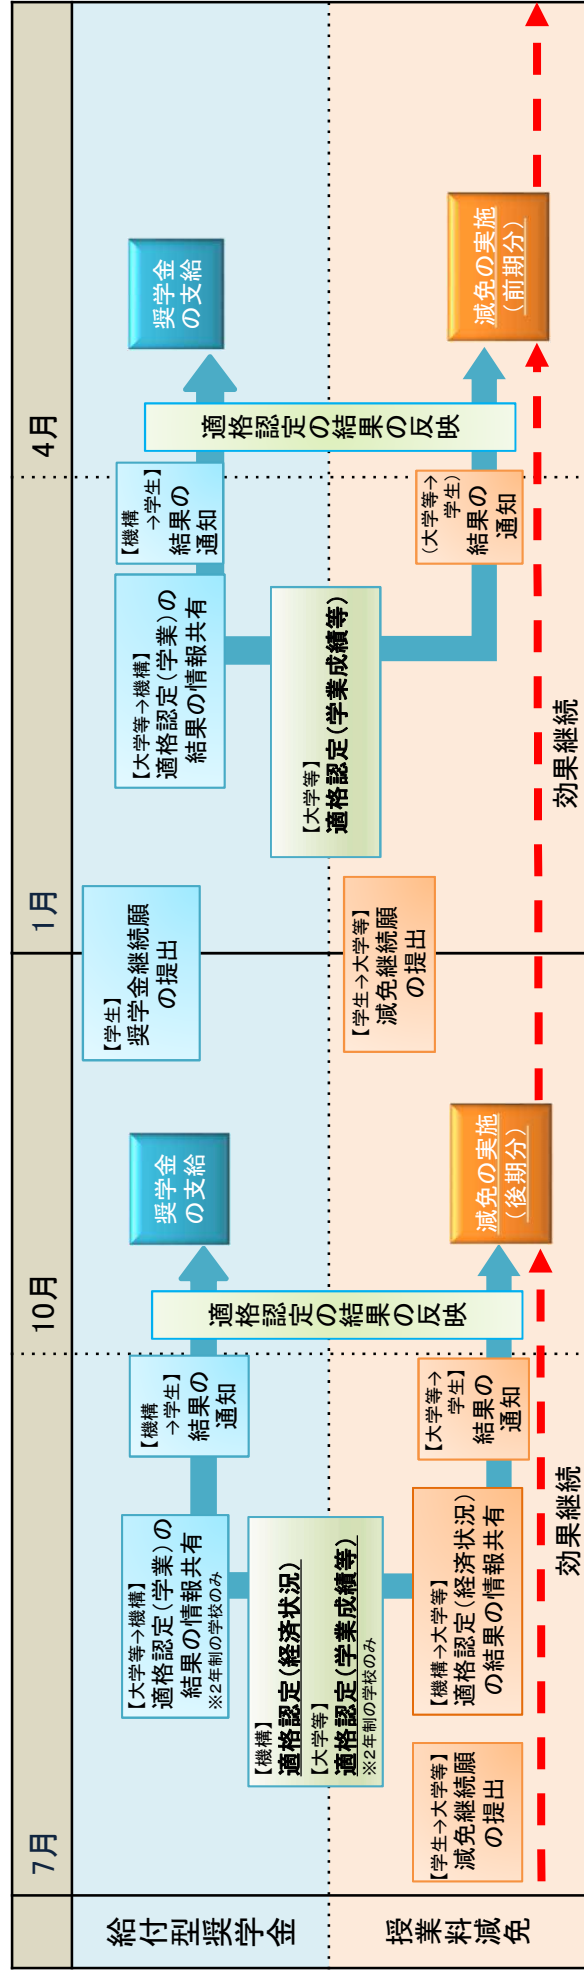 7月
10月
1月
4月
給付型奨学金
【大学等→機構】
適格認定(学業)の
結果の情報共有
※2年制の学校のみ
【機構
→学生】
結果の
通知
奨学金
の支給
【学生】
奨学金継続願
の提出
【大学等→機構】
適格認定(学業)の
結果の情報共有
【機構
→学生】
結果の
通知
奨学金
の支給
【機構】
適格認定(経済状況)
【大学等】
適格認定(学業成績等)
※2年制の学校のみ
適格認定の結果の反映
【大学等】
適格認定(学業成績等)
適格認定の結果の反映
授業料減免
【学生→大学等】
減免継続願
の提出
【機構→大学等】
適格認定(経済状況)
の結果の情報共有
【大学等→
学生】
結果の
通知
減免の実施
(後期分)
【学生→大学等】
減免継続願
の提出
(大学等→
学生)
結果の
通知
減免の実施
(前期分)
効果継続
効果継続